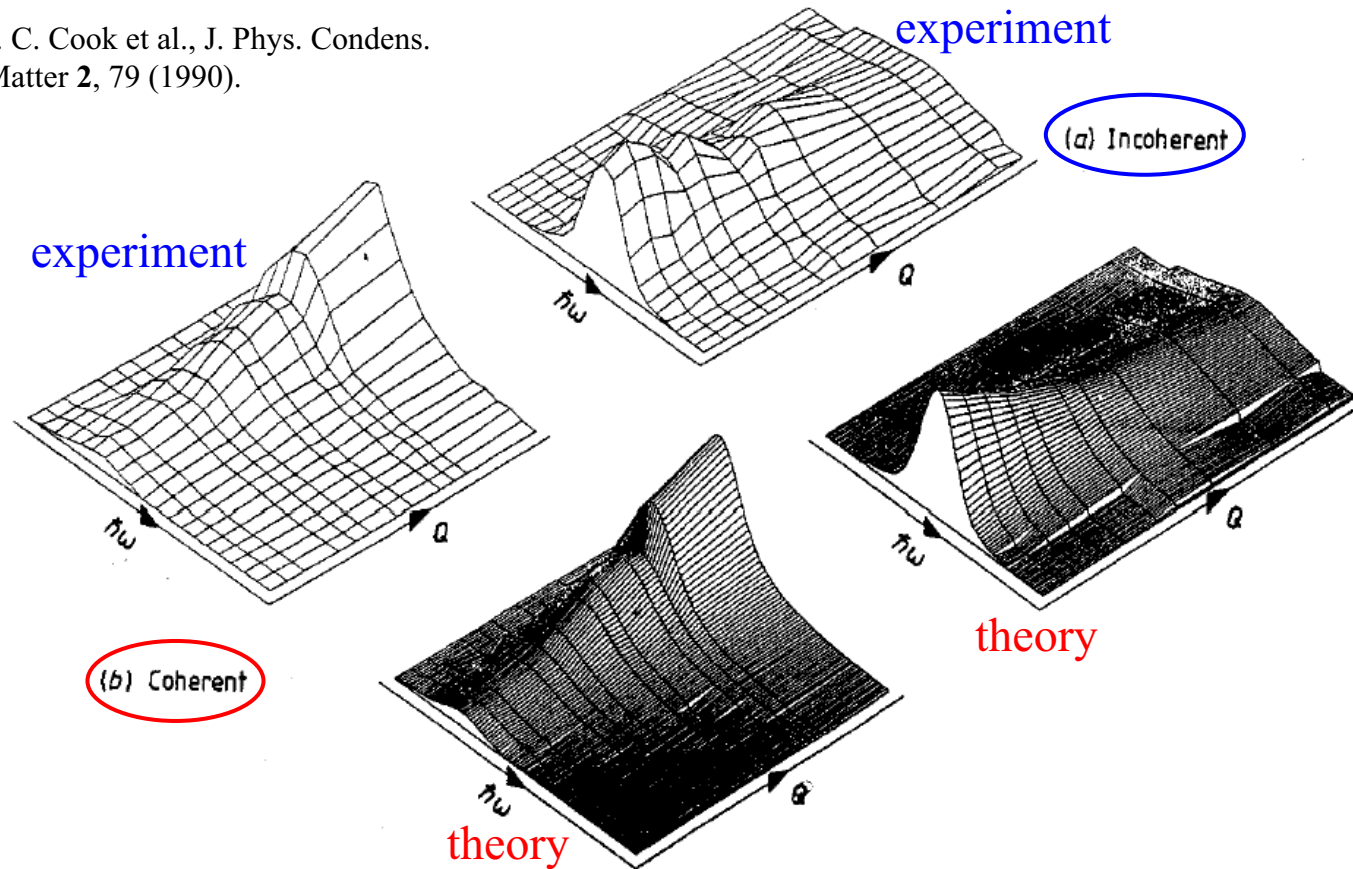 . C. Cook et al., J. Phys. Condens.
Matter 2, 79 (1990).
experiment
(a) Incoherent
experiment
ħω
Q
ħω
Q
ħω
Q
theory
(b) Coherent
ħω
Q
theory